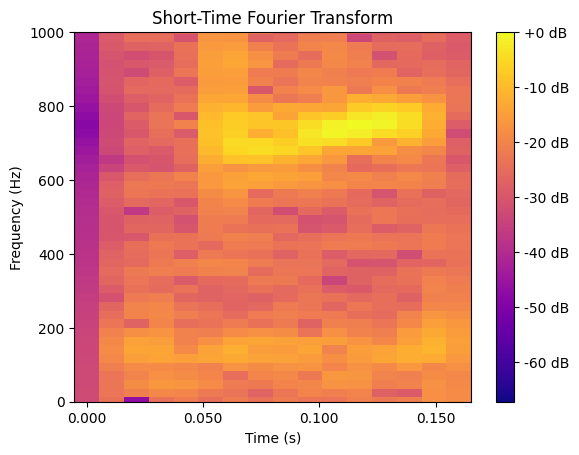 Short-Time Fourier Transform
1000
800
600
400
200
0
Frequency (Hz)
0.000
0.050
0.100
0.150
Time (s)
+0 dB
-10 dB
-20 dB
-30 dB
-40 dB
-50 dB
-60 dB